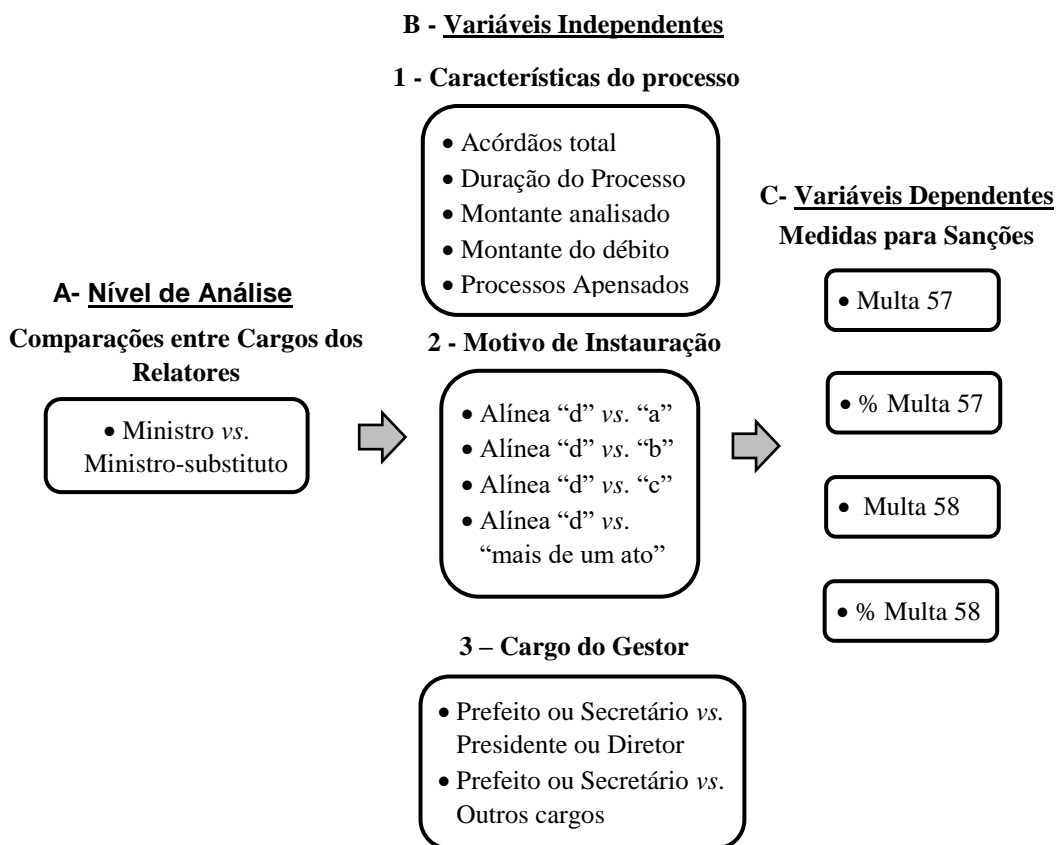 B - Variáveis Independentes
1 - Características do processo
• Acórdãos total
• Duração do Processo
• Montante analisado
• Montante do débito
• Processos Apensados
C- Variáveis Dependentes
Medidas para Sanções
• Multa 57
• % Multa 57
• Multa 58
• % Multa 58
A- Nível de Análise
Comparações entre Cargos dos
Relatores
• Ministro vs.
Ministro-substituto
2 - Motivo de Instauração
• Alínea “d” vs. “a”
• Alínea “d” vs. “b”
• Alínea “d” vs. “c”
• Alínea “d” vs.
“mais de um ato”
3 – Cargo do Gestor
• Prefeito ou Secretário vs.
Presidente ou Diretor
• Prefeito ou Secretário vs.
Outros cargos